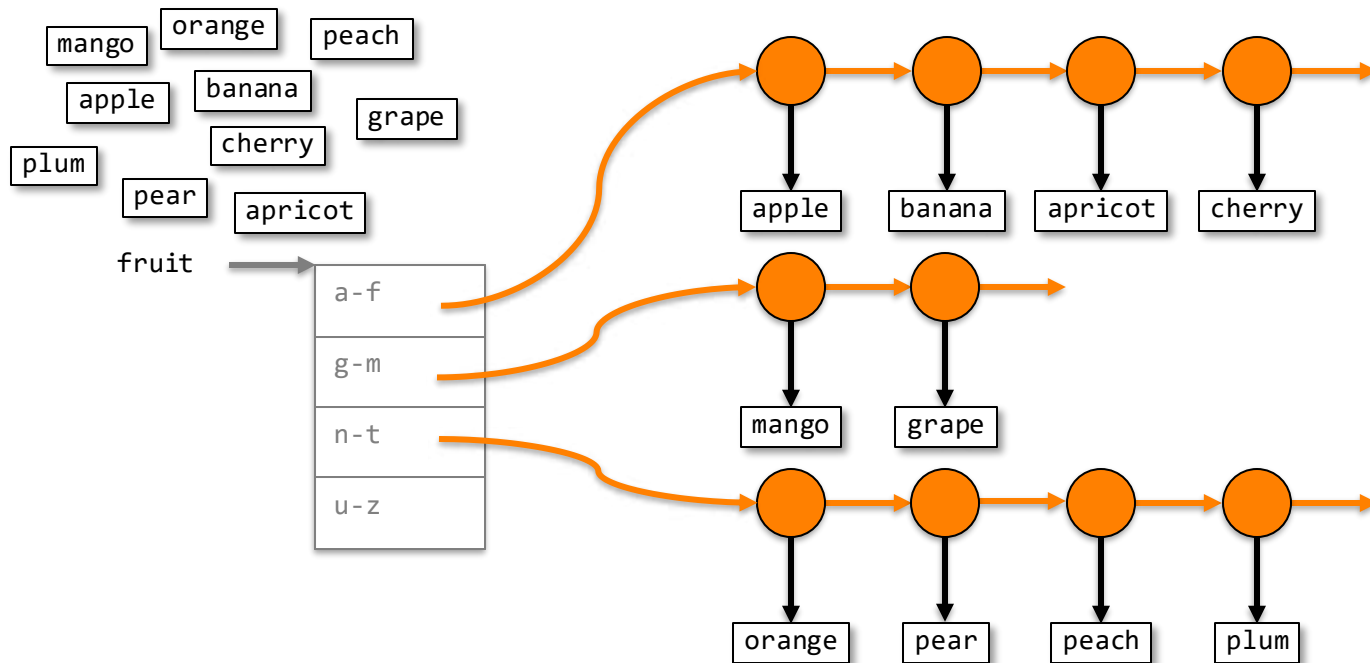 orange
mango
peach
apple
banana
grape
cherry
plum
pear
apricot
fruit
a-f
g-m
n-t
u-z
apple
banana
apricot
cherry
mango
grape
orange
pear
peach
plum